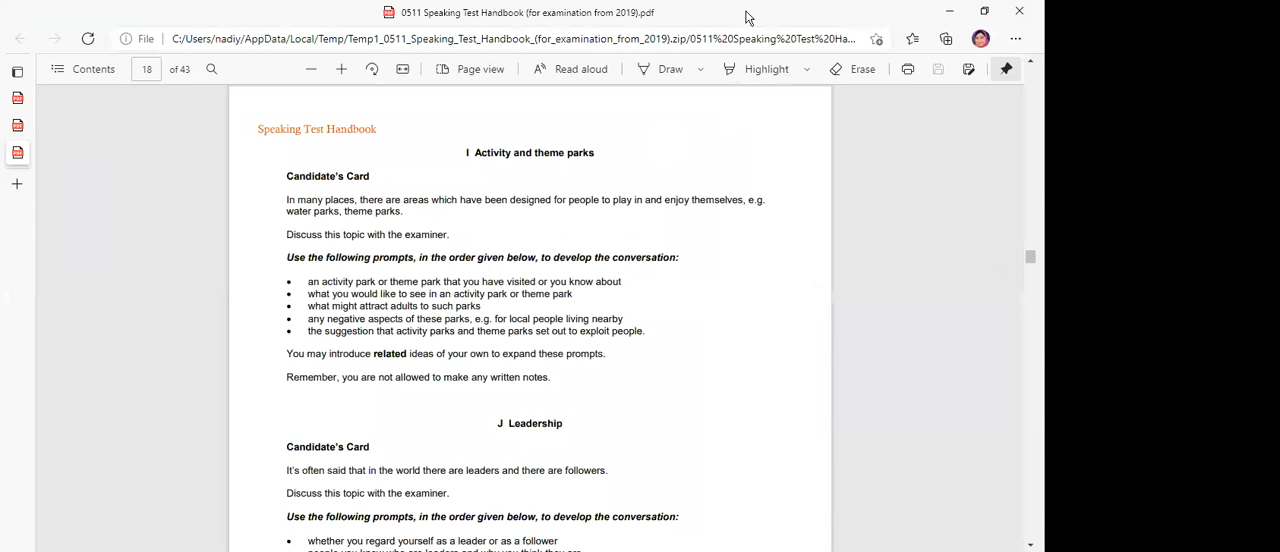 0511 Speaking Test Handbook (for examination from 2019).pdf
File C:/Users/nadiy/AppData/Local/Temp/Temp1_0511_Speaking_Test_Handbook_(for_examination_from_2019).zip/0511%20Speaking%20Test%20Ha...
Contents 18 of 43 Page view Read aloud Draw Highlight Erase
Speaking Test Handbook
I Activity and theme parks
Candidate's Card
In many places, there are areas which have been designed for people to play in and enjoy themselves, e.g.
water parks, theme parks.
Discuss this topic with the examiner.
Use the following prompts, in the order given below, to develop the conversation:
• an activity park or theme park that you have visited or you know about
• what you would like to see in an activity park or theme park
• what might attract adults to such parks
• any negative aspects of these parks, e.g. for local people living nearby
• the suggestion that activity parks and theme parks set out to exploit people.
You may introduce related ideas of your own to expand these prompts.
Remember, you are not allowed to make any written notes.
J Leadership
Candidate's Card
It's often said that in the world there are leaders and there are followers.
Discuss this topic with the examiner.
Use the following prompts, in the order given below, to develop the conversation:
• whether you regard yourself as a leader or as a follower